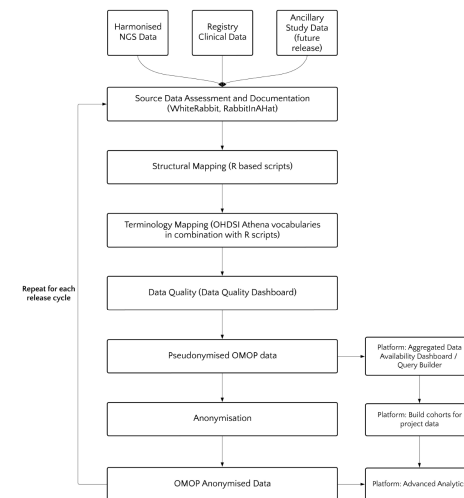 Harmonised
NGS Data
Registry
Clinical Data
Ancillary
Study Data
(future
release)
Source Data Assessment and Documentation
(WhiteRabbit, RabbitInAHat)
Structural Mapping (R based scripts)
Terminology Mapping (OHDSI Athena vocabularies
in combination with R scripts)
Repeat for each
release cycle
Data Quality (Data Quality Dashboard)
Pseudonymised OMOP data
Platform: Aggregated Data
Availability Dashboard /
Query Builder
Anonymisation
Platform: Build cohorts for
project data
OMOP Anonymised Data
Platform: Advanced Analytic